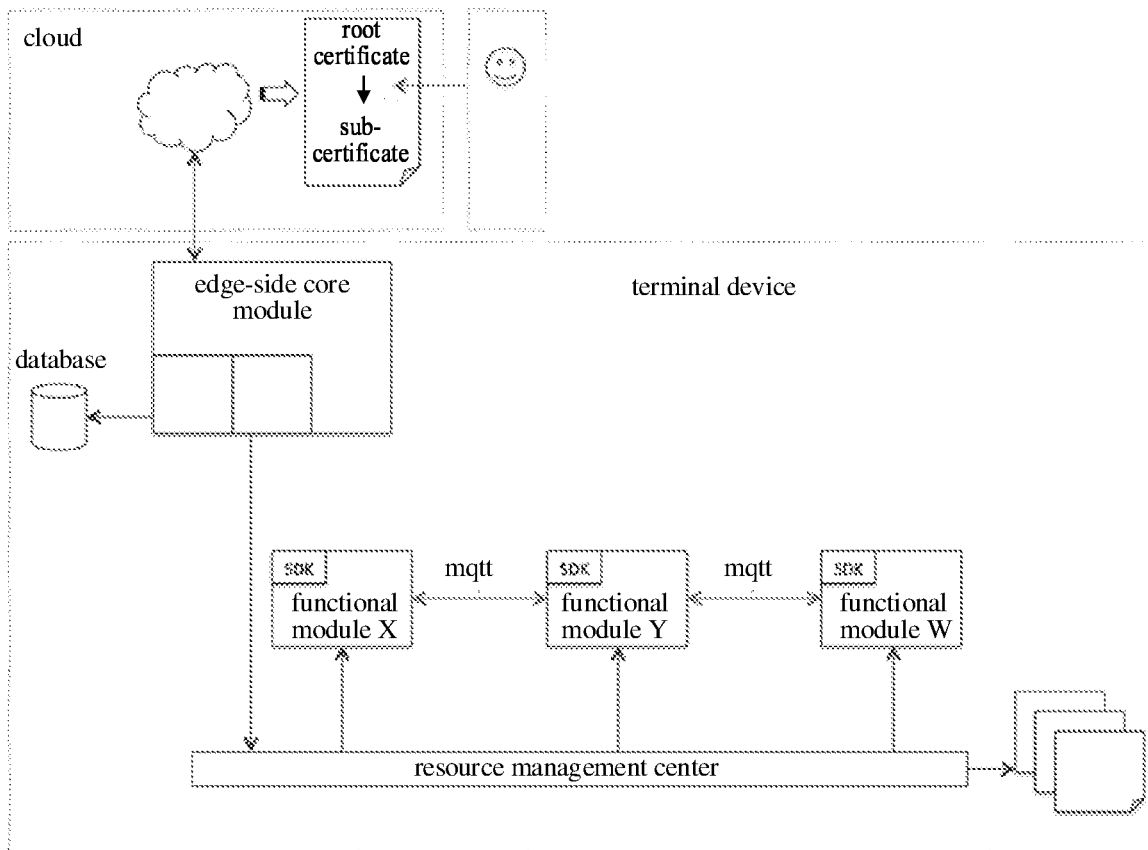 cloud
root
certificate
sub-
certificate
edge-side core
module
terminal device
database
SDK
functional
module X
mqtt
SDK
functional
module Y
mqtt
SDK
functional
module W
resource management center